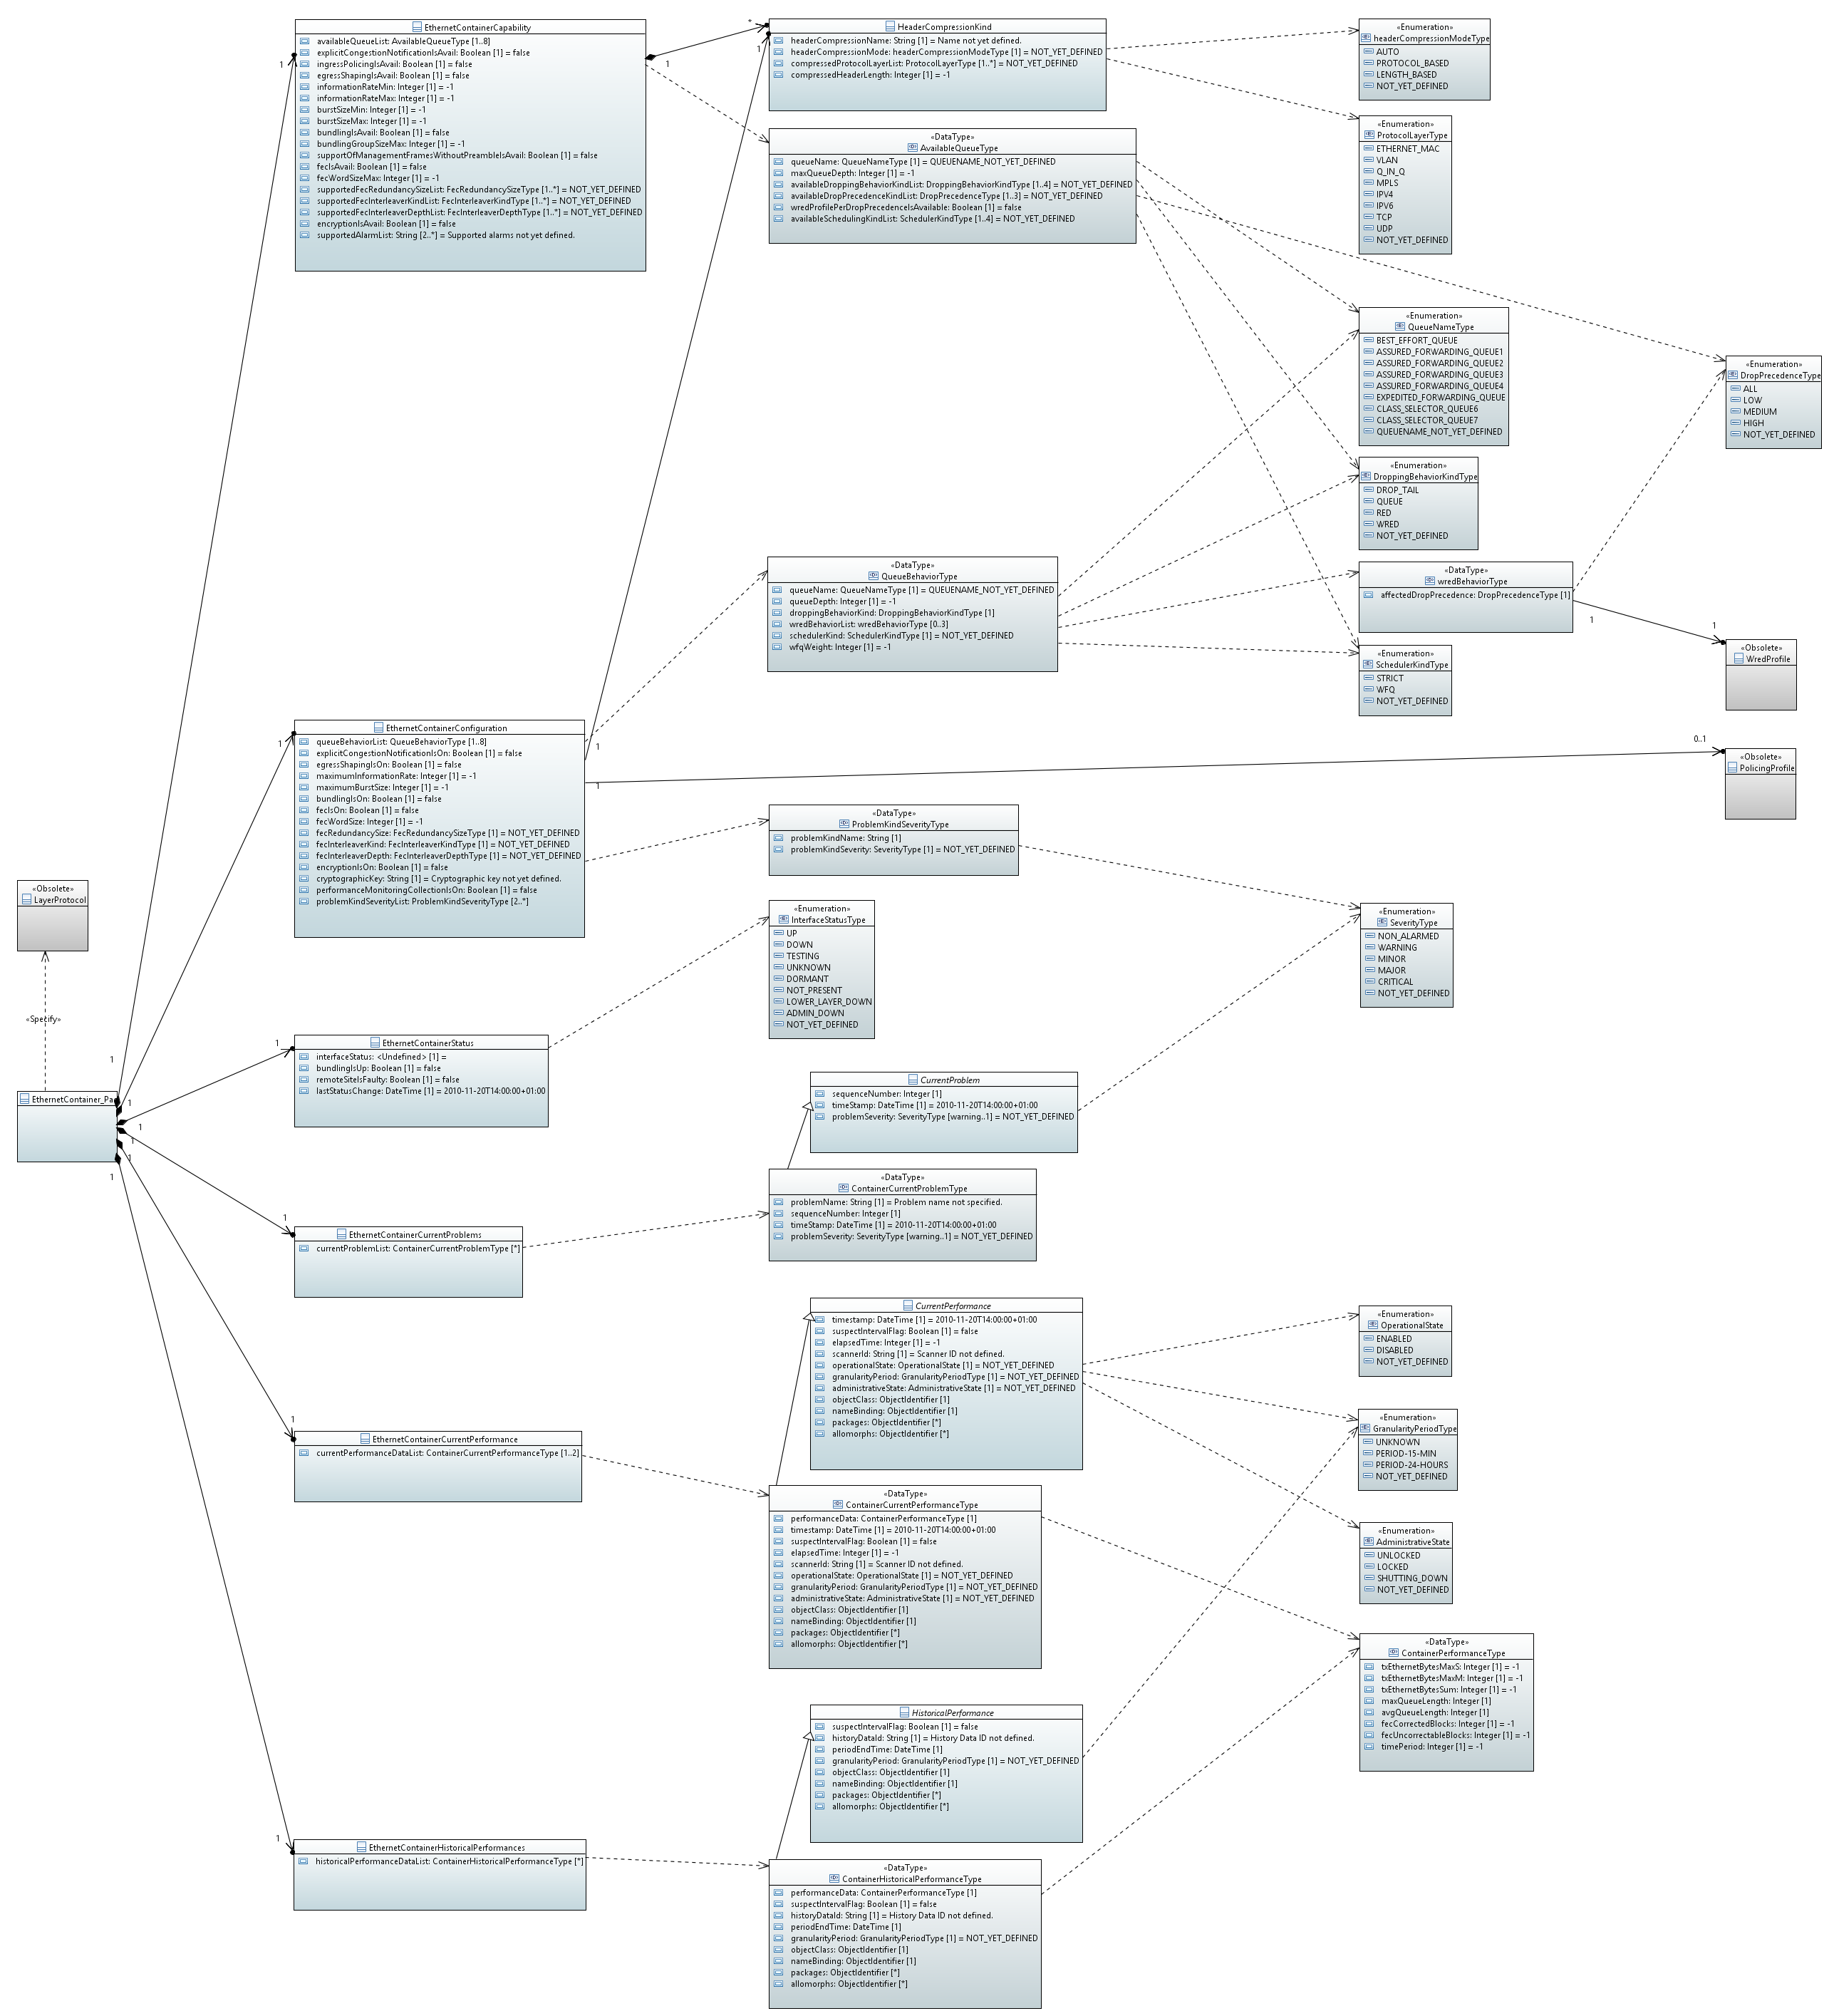 EthernetContainerCapability
availableQueueList: AvailableQueueType [1..8]
explicitCongestionNotificationIsAvail: Boolean [1] = false
ingressPolicingIsAvail: Boolean [1] = false
egressShapingIsAvail: Boolean [1] = false
informationRateMin: Integer [1] = -1
informationRateMax: Integer [1] = -1
burstSizeMin: Integer [1] = -1
burstSizeMax: Integer [1] = -1
bundlingIsAvail: Boolean [1] = false
bundlingGroupSizeMax: Integer [1] = -1
supportOfManagementFramesWithoutPreambleIsAvail: Boolean [1] = false
fecIsAvail: Boolean [1] = false
fecWordSizeMax: Integer [1] = -1
supportedFecRedundancySizeList: FecRedundancySizeType [1..*] = NOT_YET_DEFINED
supportedFecInterleaverKindList: FecInterleaverKindType [1..*] = NOT_YET_DEFINED
supportedFecInterleaverDepthList: FecInterleaverDepthType [1..*] = NOT_YET_DEFINED
encryptionIsAvail: Boolean [1] = false
supportedAlarmList: String [2..*] = Supported alarms not yet defined.
1
*
1
1
HeaderCompressionKind
headerCompressionName: String [1] = Name not yet defined.
headerCompressionMode: headerCompressionModeType [1] = NOT_YET_DEFINED
compressedProtocolLayerList: ProtocolLayerType [1..*] = NOT_YET_DEFINED
compressedHeaderLength: Integer [1] = -1
«Enumeration»
headerCompressionModeType
AUTO
PROTOCOL_BASED
LENGTH_BASED
NOT_YET_DEFINED
«Enumeration»
ProtocolLayerType
ETHERNET_MAC
VLAN
Q_IN_Q
MPLS
IPV4
IPV6
TCP
UDP
NOT_YET_DEFINED
«DataType»
AvailableQueueType
queueName: QueueNameType [1] = QUEUENAME_NOT_YET_DEFINED
maxQueueDepth: Integer [1] = -1
availableDroppingBehaviorKindList: DroppingBehaviorKindType [1..4] = NOT_YET_DEFINED
availableDropPrecedenceKindList: DropPrecedenceType [1..3] = NOT_YET_DEFINED
wredProfilePerDropPrecedenceIsAvailable: Boolean [1] = false
availableSchedulingKindList: SchedulerKindType [1..4] = NOT_YET_DEFINED
«Enumeration»
QueueNameType
BEST_EFFORT_QUEUE
ASSURED_FORWARDING_QUEUE1
ASSURED_FORWARDING_QUEUE2
ASSURED_FORWARDING_QUEUE3
ASSURED_FORWARDING_QUEUE4
EXPEDITED_FORWARDING_QUEUE
CLASS_SELECTOR_QUEUE6
CLASS_SELECTOR_QUEUE7
QUEUENAME_NOT_YET_DEFINED
«Enumeration»
DropPrecedenceType
ALL
LOW
MEDIUM
HIGH
NOT_YET_DEFINED
«Enumeration»
DroppingBehaviorKindType
DROP_TAIL
QUEUE
RED
WRED
NOT_YET_DEFINED
«DataType»
QueueBehaviorType
queueName: QueueNameType [1] = QUEUENAME_NOT_YET_DEFINED
queueDepth: Integer [1] = -1
droppingBehaviorKind: DroppingBehaviorKindType [1]
wredBehaviorList: wredBehaviorType [0..3]
schedulerKind: SchedulerKindType [1] = NOT_YET_DEFINED
wfqWeight: Integer [1] = -1
«DataType»
wredBehaviorType
affectedDropPrecedence: DropPrecedenceType [1]
1
1
«Obsolete»
WredProfile
«Enumeration»
SchedulerKindType
STRICT
WFQ
NOT_YET_DEFINED
EthernetContainerConfiguration
queueBehaviorList: QueueBehaviorType [1..8]
explicitCongestionNotificationIsOn: Boolean [1] = false
egressShapingIsOn: Boolean [1] = false
maximumInformationRate: Integer [1] = -1
maximumBurstSize: Integer [1] = -1
bundlingIsOn: Boolean [1] = false
fecIsOn: Boolean [1] = false
fecWordSize: Integer [1] = -1
fecRedundancySize: FecRedundancySizeType [1] = NOT_YET_DEFINED
fecInterleaverKind: FecInterleaverKindType [1] = NOT_YET_DEFINED
fecInterleaverDepth: FecInterleaverDepthType [1] = NOT_YET_DEFINED
encryptionIsOn: Boolean [1] = false
cryptographicKey: String [1] = Cryptographic key not yet defined.
performanceMonitoringCollectionIsOn: Boolean [1] = false
problemKindSeverityList: ProblemKindSeverityType [2..*]
1
1
1
0..1
«Obsolete»
PolicingProfile
«DataType»
ProblemKindSeverityType
problemKindName: String [1]
problemKindSeverity: SeverityType [1] = NOT_YET_DEFINED
«Obsolete»
LayerProtocol
«Specify»
«Enumeration»
InterfaceStatusType
UP
DOWN
TESTING
UNKNOWN
DORMANT
NOT_PRESENT
LOWER_LAYER_DOWN
ADMIN_DOWN
NOT_YET_DEFINED
«Enumeration»
SeverityType
NON_ALARMED
WARNING
MINOR
MAJOR
CRITICAL
NOT_YET_DEFINED
EthernetContainerStatus
interfaceStatus: <Undefined> [1] =
bundlingIsUp: Boolean [1] = false
remoteSiteIsFaulty: Boolean [1] = false
lastStatusChange: DateTime [1] = 2010-11-20T14:00:00+01:00
1
EthernetContainer_Pac
1
1
1
1
1
1
CurrentProblem
sequenceNumber: Integer [1]
timeStamp: DateTime [1] = 2010-11-20T14:00:00+01:00
problemSeverity: SeverityType [warning..1] = NOT_YET_DEFINED
«DataType»
ContainerCurrentProblemType
problemName: String [1] = Problem name not specified.
sequenceNumber: Integer [1]
timeStamp: DateTime [1] = 2010-11-20T14:00:00+01:00
problemSeverity: SeverityType [warning..1] = NOT_YET_DEFINED
1
EthernetContainerCurrentProblems
currentProblemList: ContainerCurrentProblemType [*]
CurrentPerformance
timestamp: DateTime [1] = 2010-11-20T14:00:00+01:00
suspectIntervalFlag: Boolean [1] = false
elapsedTime: Integer [1] = -1
scannerId: String [1] = Scanner ID not defined.
operationalState: OperationalState [1] = NOT_YET_DEFINED
granularityPeriod: GranularityPeriodType [1] = NOT_YET_DEFINED
administrativeState: AdministrativeState [1] = NOT_YET_DEFINED
objectClass: ObjectIdentifier [1]
nameBinding: ObjectIdentifier [1]
packages: ObjectIdentifier [*]
allomorphs: ObjectIdentifier [*]
«Enumeration»
OperationalState
ENABLED
DISABLED
NOT_YET_DEFINED
«Enumeration»
GranularityPeriodType
UNKNOWN
PERIOD-15-MIN
PERIOD-24-HOURS
NOT_YET_DEFINED
1
EthernetContainerCurrentPerformance
currentPerformanceDataList: ContainerCurrentPerformanceType [1..2]
«DataType»
ContainerCurrentPerformanceType
performanceData: ContainerPerformanceType [1]
timestamp: DateTime [1] = 2010-11-20T14:00:00+01:00
suspectIntervalFlag: Boolean [1] = false
elapsedTime: Integer [1] = -1
scannerId: String [1] = Scanner ID not defined.
operationalState: OperationalState [1] = NOT_YET_DEFINED
granularityPeriod: GranularityPeriodType [1] = NOT_YET_DEFINED
administrativeState: AdministrativeState [1] = NOT_YET_DEFINED
objectClass: ObjectIdentifier [1]
nameBinding: ObjectIdentifier [1]
packages: ObjectIdentifier [*]
allomorphs: ObjectIdentifier [*]
«Enumeration»
AdministrativeState
UNLOCKED
LOCKED
SHUTTING_DOWN
NOT_YET_DEFINED
«DataType»
ContainerPerformanceType
txEthernetBytesMaxS: Integer [1] = -1
txEthernetBytesMaxM: Integer [1] = -1
txEthernetBytesSum: Integer [1] = -1
maxQueueLength: Integer [1]
avgQueueLength: Integer [1]
fecCorrectedBlocks: Integer [1] = -1
fecUncorrectableBlocks: Integer [1] = -1
timePeriod: Integer [1] = -1
HistoricalPerformance
suspectIntervalFlag: Boolean [1] = false
historyDataId: String [1] = History Data ID not defined.
periodEndTime: DateTime [1]
granularityPeriod: GranularityPeriodType [1] = NOT_YET_DEFINED
objectClass: ObjectIdentifier [1]
nameBinding: ObjectIdentifier [1]
packages: ObjectIdentifier [*]
allomorphs: ObjectIdentifier [*]
1
EthernetContainerHistoricalPerformances
historicalPerformanceDataList: ContainerHistoricalPerformanceType [*]
«DataType»
ContainerHistoricalPerformanceType
performanceData: ContainerPerformanceType [1]
suspectIntervalFlag: Boolean [1] = false
historyDataId: String [1] = History Data ID not defined.
periodEndTime: DateTime [1]
granularityPeriod: GranularityPeriodType [1] = NOT_YET_DEFINED
objectClass: ObjectIdentifier [1]
nameBinding: ObjectIdentifier [1]
packages: ObjectIdentifier [*]
allomorphs: ObjectIdentifier [*]